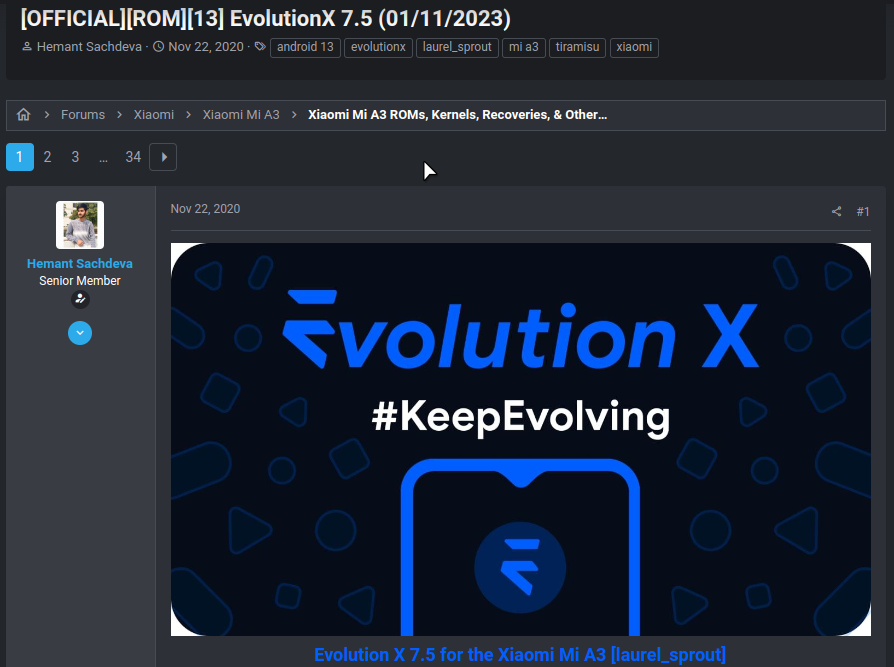 [OFFICIAL][ROM][13] EvolutionX 7.5 (01/11/2023)
Hemant Sachdeva · Nov 22, 2020 · android 13 evolutionx laurel_sprout mi a3 tiramisu xiaomi
Forums > Xiaomi > Xiaomi Mi A3 > Xiaomi Mi A3 ROMs, Kernels, Recoveries, & Other...
1 2 3 ... 34
Nov 22, 2020 #1
Hemant Sachdeva
Senior Member
Evolution X
#KeepEvolving
Evolution X 7.5 for the Xiaomi Mi A3 [laurel_sprout]